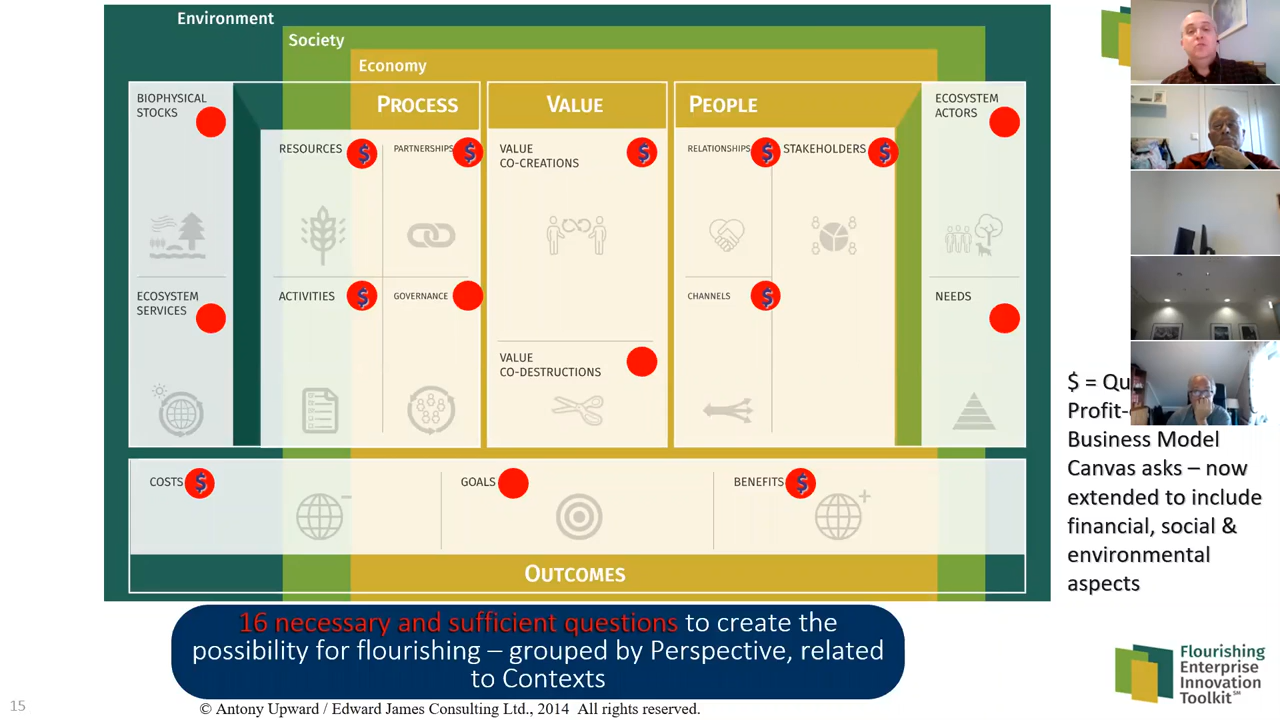 Environment
Society
Economy
PROCESS
VALUE
PEOPLE
BIOPHYSICAL
STOCKS
RESOURCES $
PARTNERSHIPS $
VALUE
CO-CREATIONS $
RELATIONSHIPS $
STAKEHOLDERS $
ECOSYSTEM
ACTORS
ECOSYSTEM
SERVICES
ACTIVITIES $
GOVERNANCE
VALUE
CO-DESTRUCTIONS
CHANNELS $
NEEDS
COSTS $
GOALS
BENEFITS $
OUTCOMES
$ =
Business Model
Canvas asks – now
extended to include
financial, social &
environmental
aspects
16 necessary and sufficient questions to create the
possibility for flourishing – grouped by Perspective, related
to Contexts
© Antony Upward / Edward James Consulting Ltd., 2014 All rights reserved.
15
Flourishing
Enterprise
Innovation
Toolkit℠